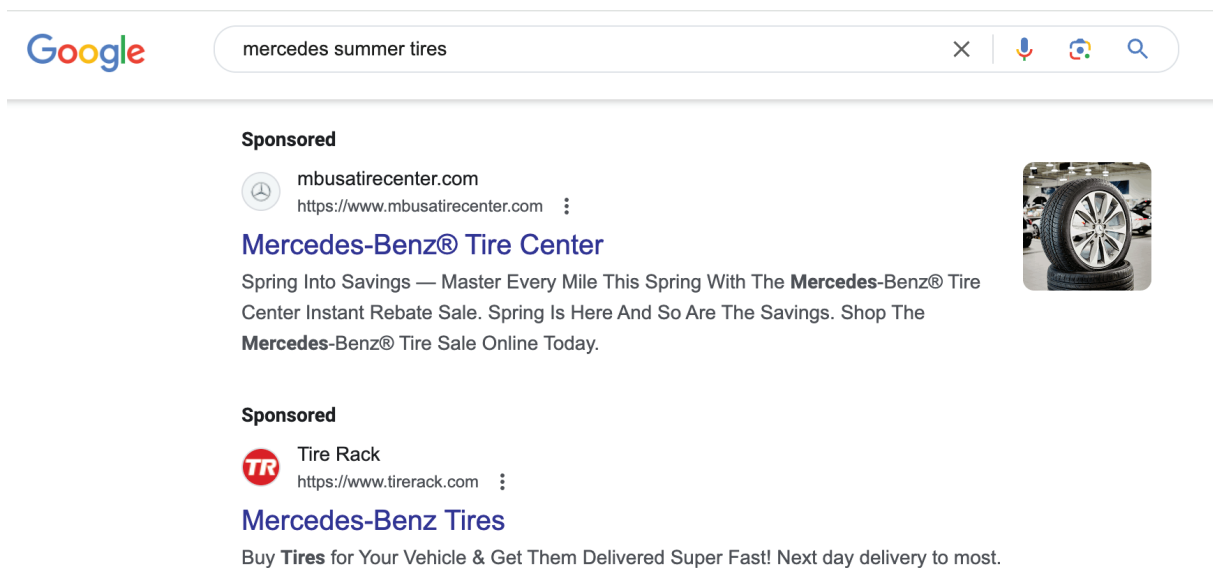 Google
mercedes summer tires
Sponsored
mbusatirecenter.com
https://www.mbusatirecenter.com
Mercedes-Benz® Tire Center
Spring Into Savings — Master Every Mile This Spring With The Mercedes-Benz® Tire
Center Instant Rebate Sale. Spring Is Here And So Are The Savings. Shop The
Mercedes-Benz® Tire Sale Online Today.
Sponsored
TR
Tire Rack
https://www.tirerack.com
Mercedes-Benz Tires
Buy Tires for Your Vehicle & Get Them Delivered Super Fast! Next day delivery to most.